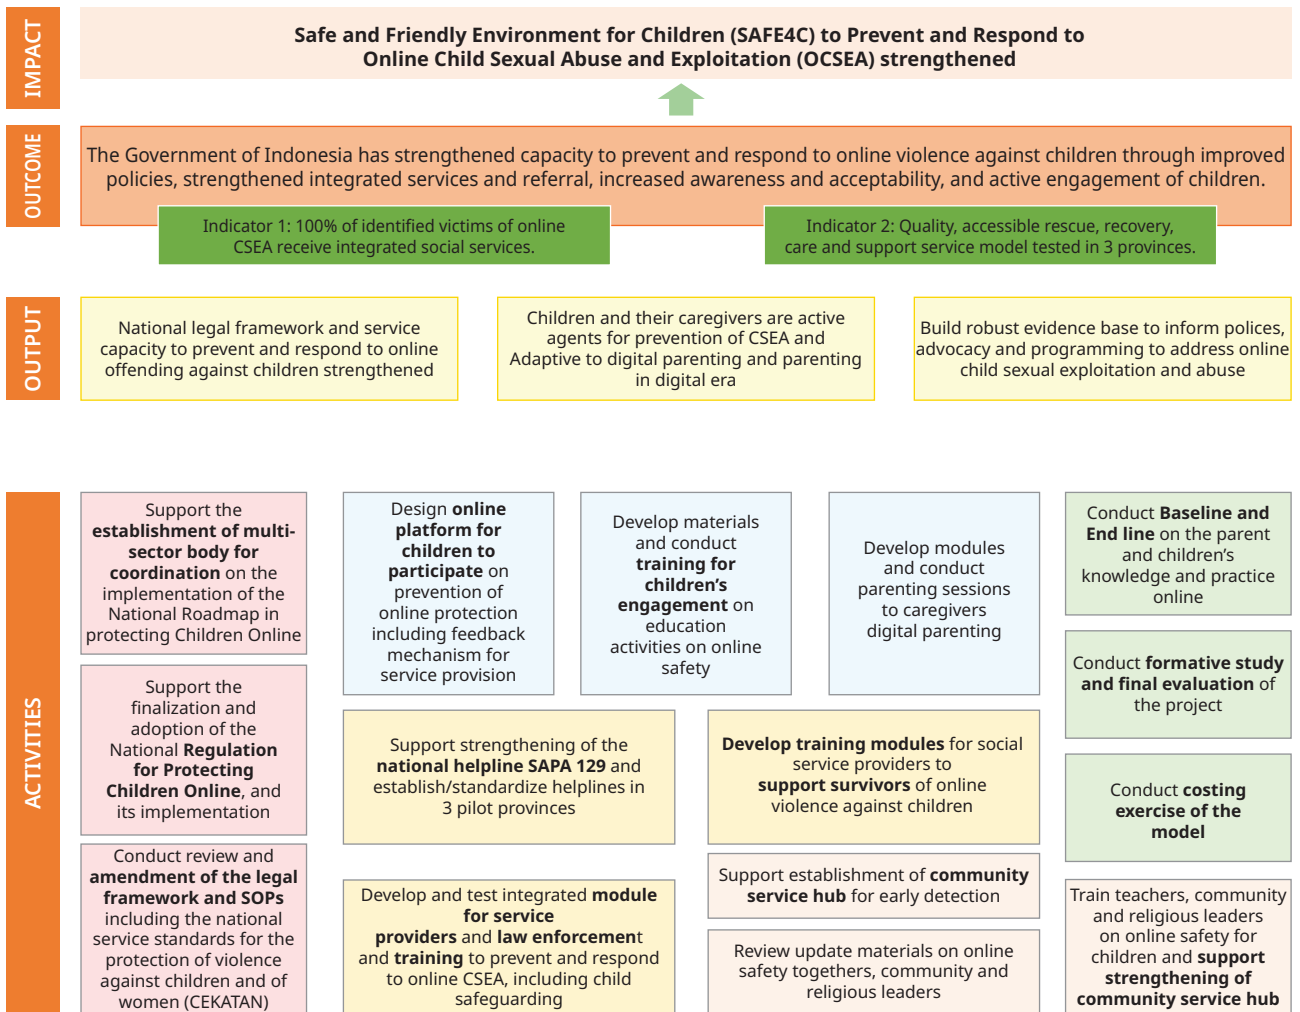 IMPACT
Safe and Friendly Environment for Children (SAFE4C) to Prevent and Respond to
Online Child Sexual Abuse and Exploitation (OCSEA) strengthened
OUTCOME
The Government of Indonesia has strengthened capacity to prevent and respond to online violence against children through improved
policies, strengthened integrated services and referral, increased awareness and acceptability, and active engagement of children.
Indicator 1: 100% of identified victims of online
CSEA receive integrated social services.
Indicator 2: Quality, accessible rescue, recovery,
care and support service model tested in 3 provinces.
OUTPUT
National legal framework and service
capacity to prevent and respond to online
offending against children strengthened
Children and their caregivers are active
agents for prevention of CSEA and
Adaptive to digital parenting and parenting
in digital era
Build robust evidence base to inform polices,
advocacy and programming to address online
child sexual exploitation and abuse
ACTIVITIES
Support the
establishment of multi-
sector body for
coordination on the
implementation of the
National Roadmap in
protecting Children Online
Support the
finalization and
adoption of the
National Regulation
for Protecting
Children Online, and
its implementation
Conduct review and
amendment of the legal
framework and SOPs
including the national
service standards for the
protection of violence
against children and of
women (CEKATAN)
Design online
platform for
children to
participate on
prevention of
online protection
including feedback
mechanism for
service provision
Develop materials
and conduct
training for
children's
engagement on
education
activities on online
safety
Develop modules
and conduct
parenting sessions
to caregivers
digital parenting
Support strengthening of the
national helpline SAPA 129 and
establish/standardize helplines in
3 pilot provinces
Develop training modules for social
service providers to
support survivors of online
violence against children
Develop and test integrated module
for service
providers and law enforcement
and training to prevent and respond
to online CSEA, including child
safeguarding
Support establishment of community
service hub for early detection
Review update materials on online
safety togethers, community and
religious leaders
Conduct Baseline and
End line on the parent
and children's
knowledge and practice
online
Conduct formative study
and final evaluation of
the project
Conduct costing
exercise of the
model
Train teachers, community
and religious leaders
on online safety for
children and support
strengthening of
community service hub